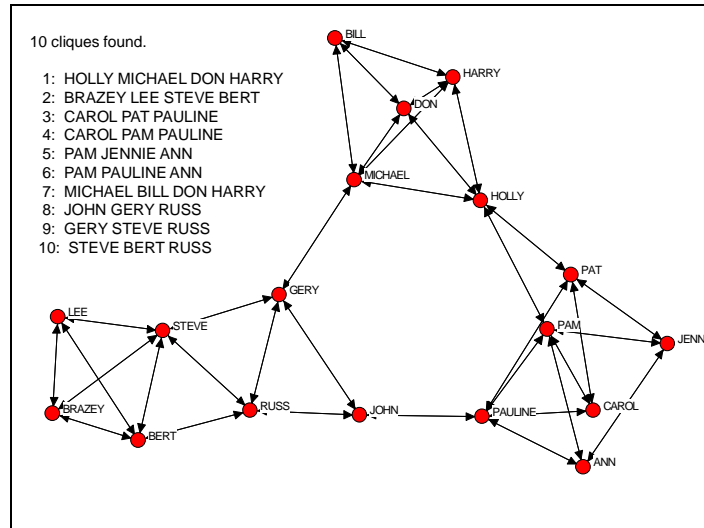 10 cliques found.
1: HOLLY MICHAEL DON HARRY
2: BRAZEY LEE STEVE BERT
3: CAROL PAT PAULINE
4: CAROL PAM PAULINE
5: PAM JENNIE ANN
6: PAM PAULINE ANN
7: MICHAEL BILL DON HARRY
8: JOHN GERY RUSS
9: GERY STEVE RUSS
10: STEVE BERT RUSS
BILL
HARRY
DON
MICHAEL
HOLLY
PAT
GERY
LEE
STEVE
PAM
JENN
BRAZEY
RUSS
JOHN
PAULINE
CAROL
BERT
ANN